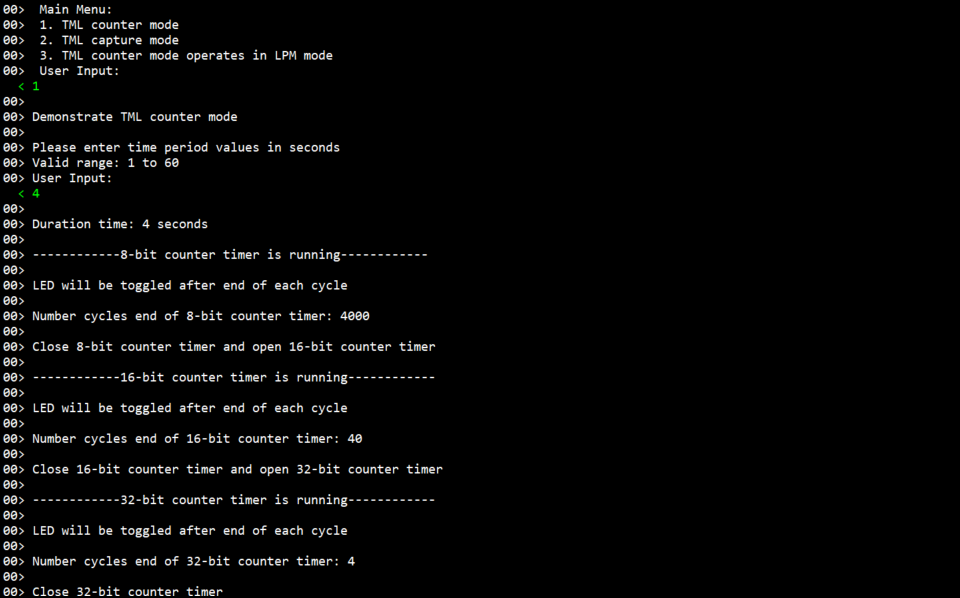 00>  Main Menu:
00>  1. TML counter mode
00>  2. TML capture mode
00>  3. TML counter mode operates in LPM mode
00>  User Input:
< 1
00>
00> Demonstrate TML counter mode
00>
00> Please enter time period values in seconds
00> Valid range: 1 to 60
00> User Input:
< 4
00>
00> Duration time: 4 seconds
00>
00> ------------8-bit counter timer is running------------
00>
00> LED will be toggled after end of each cycle
00>
00> Number cycles end of 8-bit counter timer: 4000
00>
00> Close 8-bit counter timer and open 16-bit counter timer
00>
00> ------------16-bit counter timer is running------------
00>
00> LED will be toggled after end of each cycle
00>
00> Number cycles end of 16-bit counter timer: 40
00>
00> Close 16-bit counter timer and open 32-bit counter timer
00>
00> ------------32-bit counter timer is running------------
00>
00> LED will be toggled after end of each cycle
00>
00> Number cycles end of 32-bit counter timer: 4
00>
00> Close 32-bit counter timer